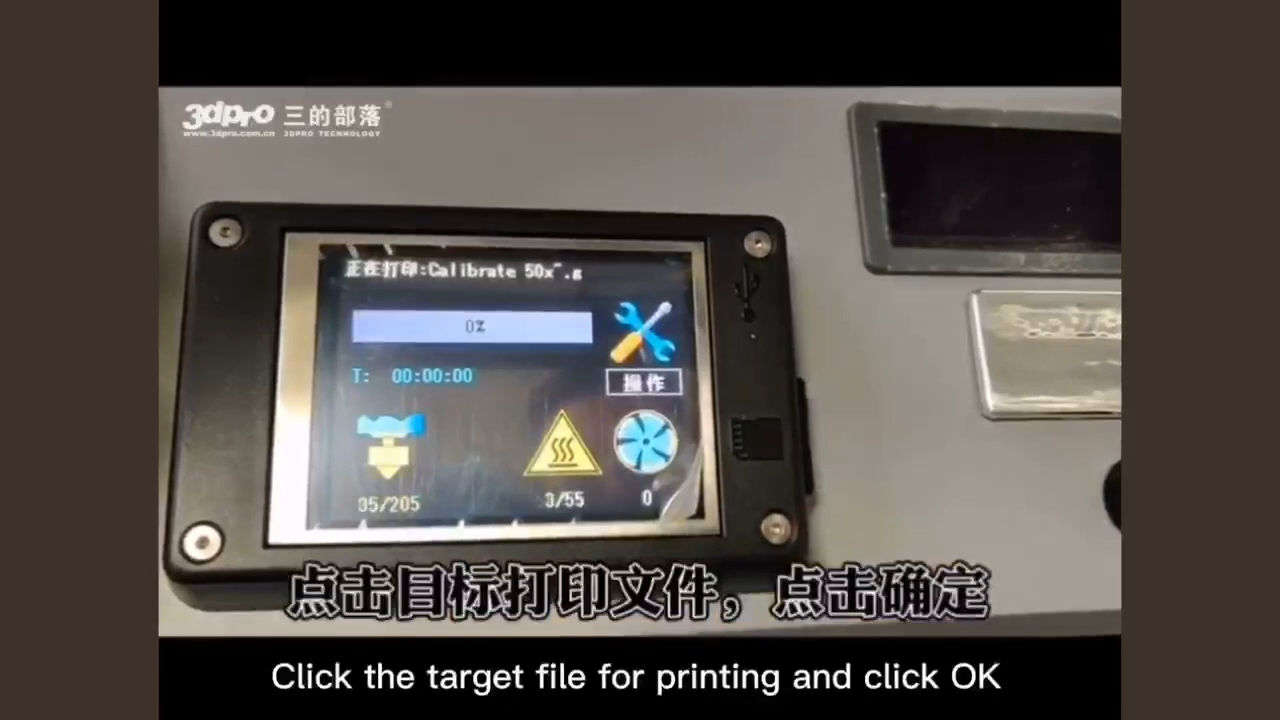 3dpro 三的部落®
www.3dpro.com.cn 3DPRO TECHNOLOGY
正在打印:Calibrate 50x~.g
0%
T: 00:00:00
操作
35/205
3/55
0
点击目标打印文件，点击确定
Click the target file for printing and click OK